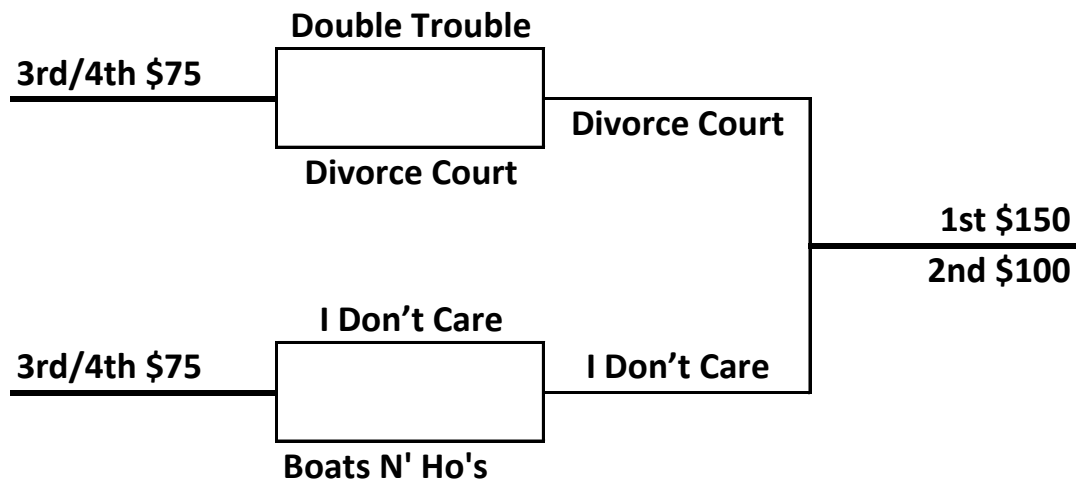 Double Trouble
3rd/4th $75
Divorce Court
Divorce Court
1st $150
2nd $100
I Don’t Care
3rd/4th $75
I Don’t Care
Boats N' Ho's